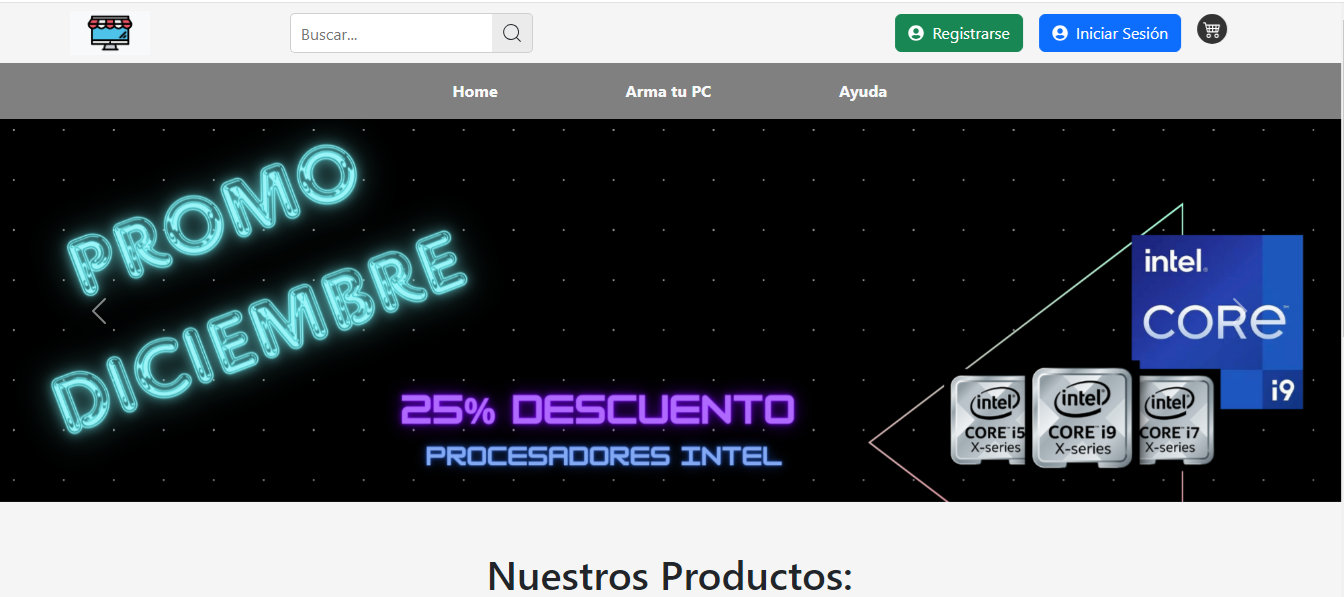 Buscar...
Registrarse
Iniciar Sesión
Home
Arma tu PC
Ayuda
PROMO
DICIEMBRE
25% DESCUENTO
PROCESADORES INTEL
intel.
CORe
i9
intel
CORE i5
X-series
intel
CORE i9
X-series
intel
CORE i7
X-series
Nuestros Productos: